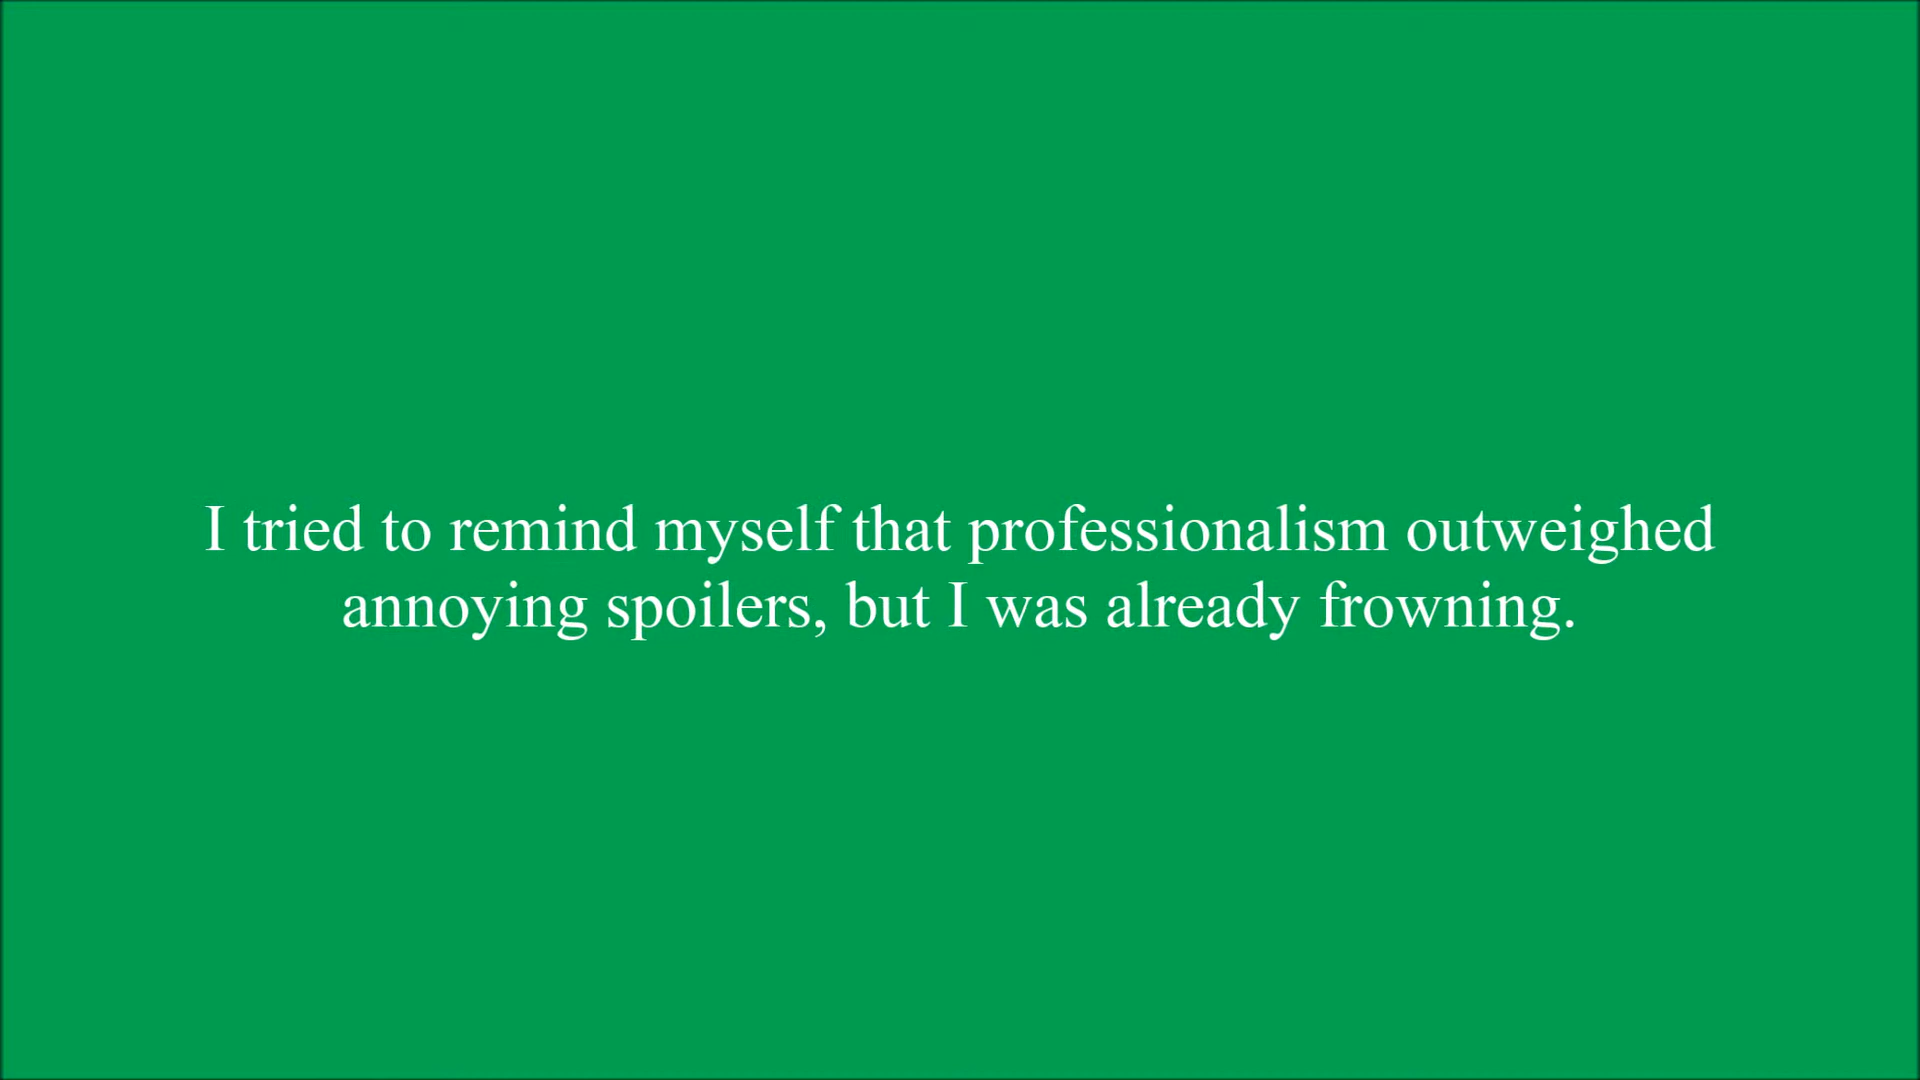 I tried to remind myself that professionalism outweighed
annoying spoilers, but I was already frowning.